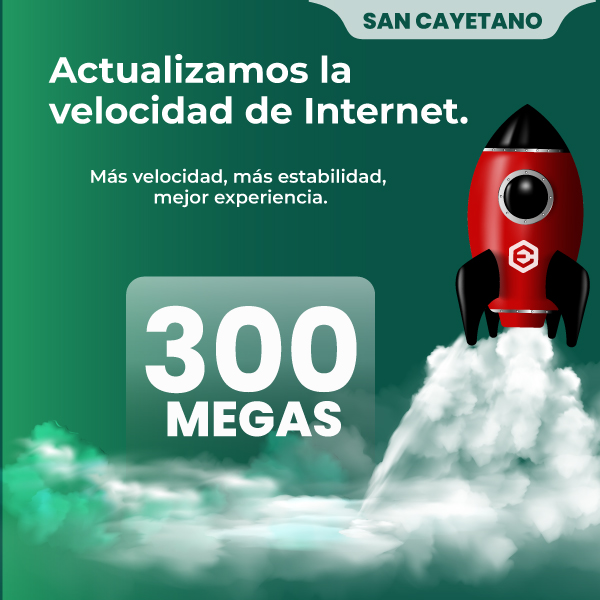 SAN CAYETANO
Actualizamos la
velocidad de Internet.
Más velocidad, más estabilidad,
mejor experiencia.
300
MEGAS